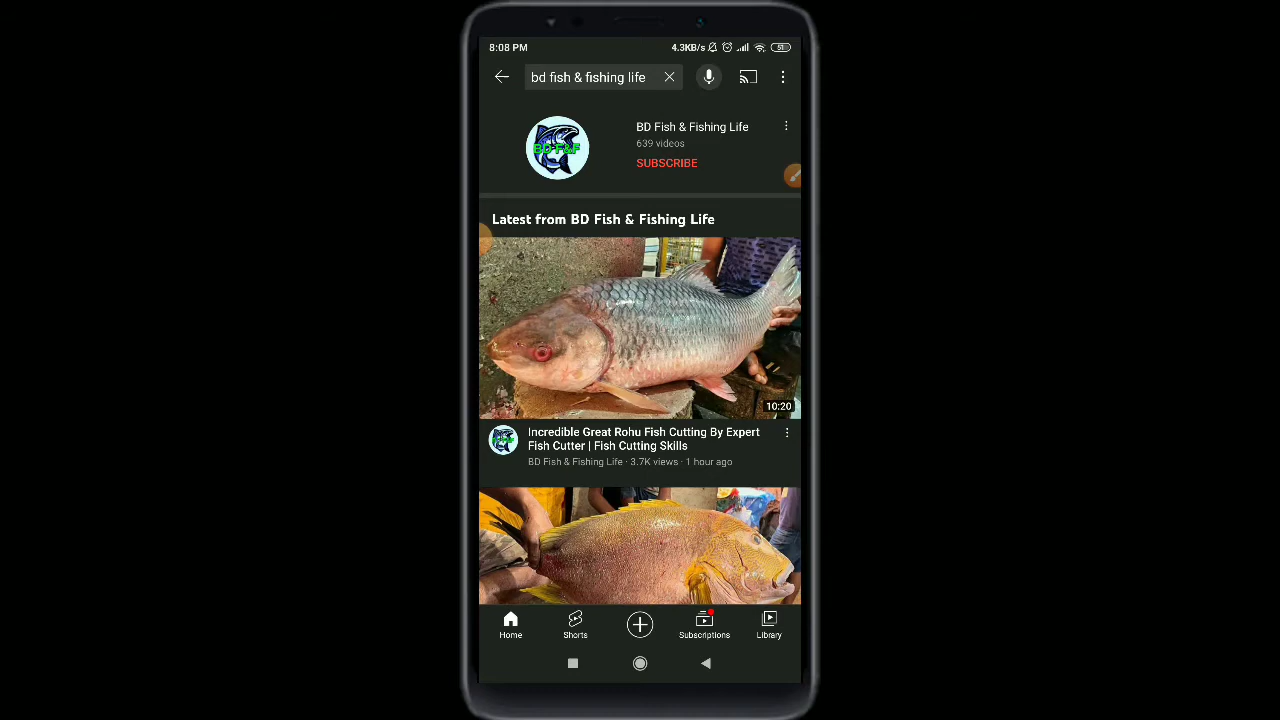 8:08 PM
4.3KB/s
51
bd fish & fishing life
BD F&F
BD Fish & Fishing Life
639 videos
SUBSCRIBE
Latest from BD Fish & Fishing Life
10:20
Incredible Great Rohu Fish Cutting By Expert
Fish Cutter | Fish Cutting Skills
BD Fish & Fishing Life · 3.7K views · 1 hour ago
Home
Shorts
Subscriptions
Library